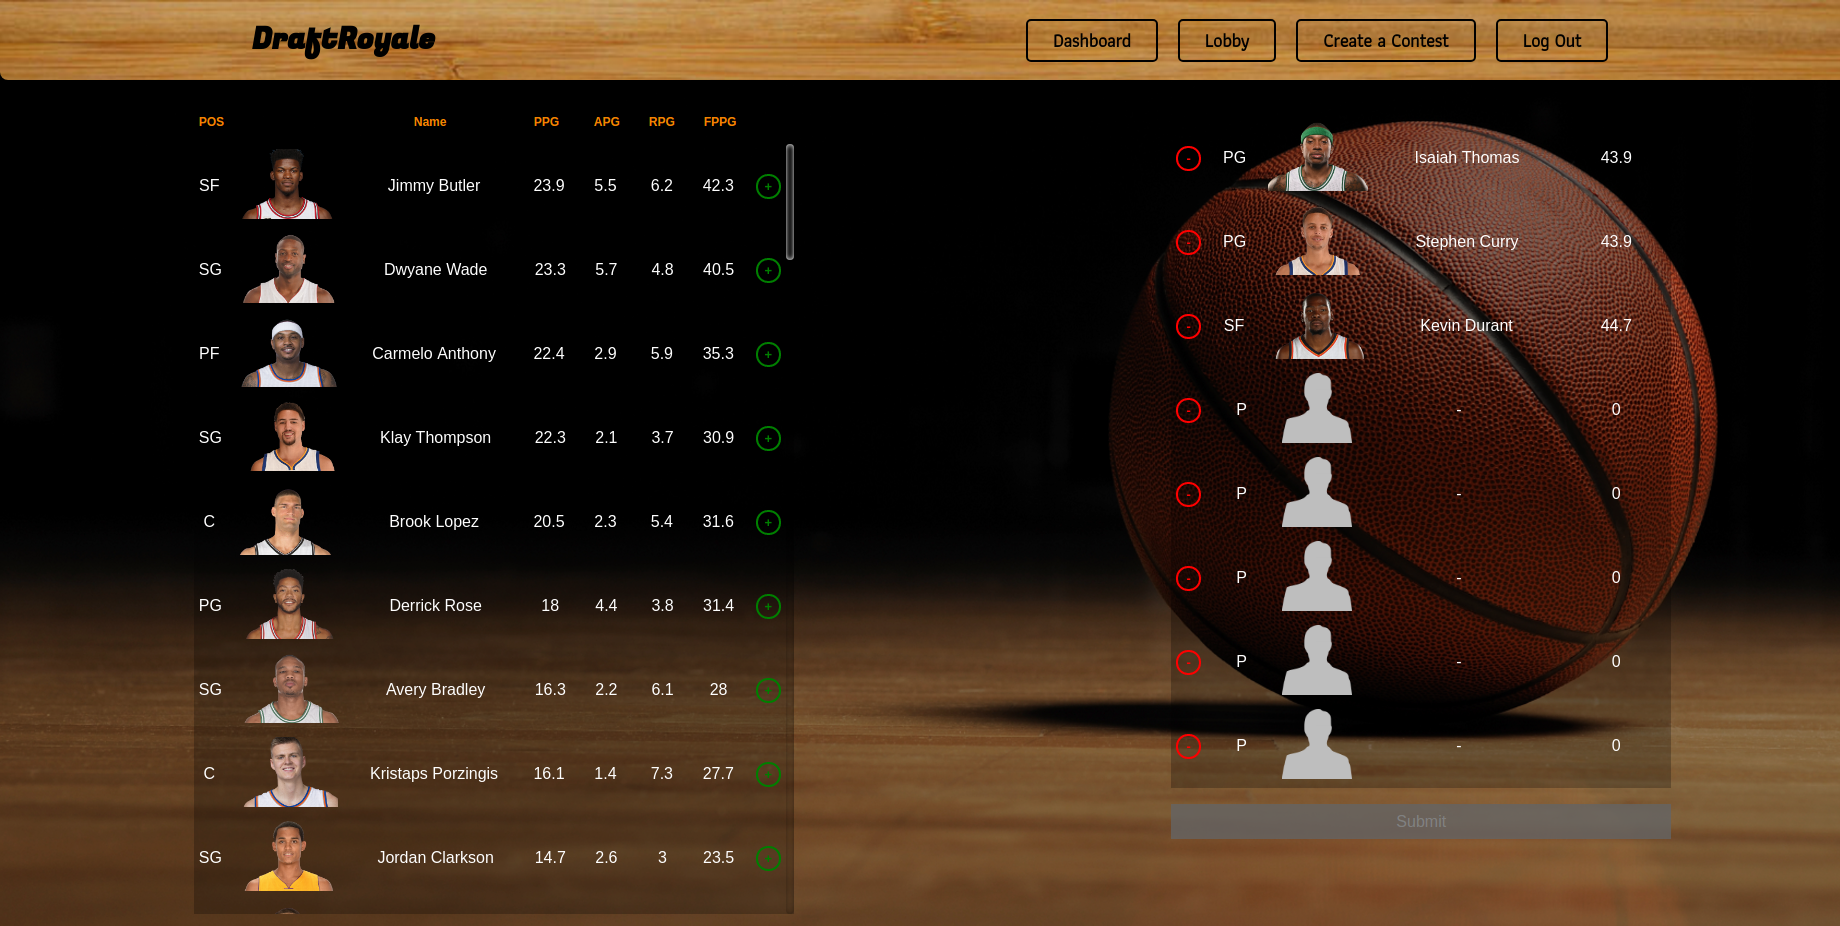 DraftRoyale
Dashboard
Lobby
Create a Contest
Log Out
POS Name PPG APG RPG FPPG
SF Jimmy Butler 23.9 5.5 6.2 42.3 +
SG Dwyane Wade 23.3 5.7 4.8 40.5 +
PF Carmelo Anthony 22.4 2.9 5.9 35.3 +
SG Klay Thompson 22.3 2.1 3.7 30.9 +
C Brook Lopez 20.5 2.3 5.4 31.6 +
PG Derrick Rose 18 4.4 3.8 31.4 +
SG Avery Bradley 16.3 2.2 6.1 28 +
C Kristaps Porzingis 16.1 1.4 7.3 27.7 +
SG Jordan Clarkson 14.7 2.6 3 23.5 +
- PG Isaiah Thomas 43.9
- PG Stephen Curry 43.9
- SF Kevin Durant 44.7
- P - 0
- P - 0
- P - 0
- P - 0
- P - 0
Submit